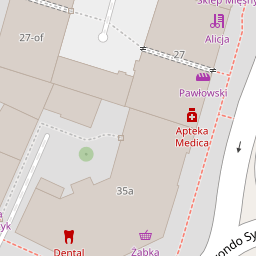 Sklep Mięsny
Alicja
27-of
27
Pawłowski
Apteka
Medica
35a
Dental
Żabka